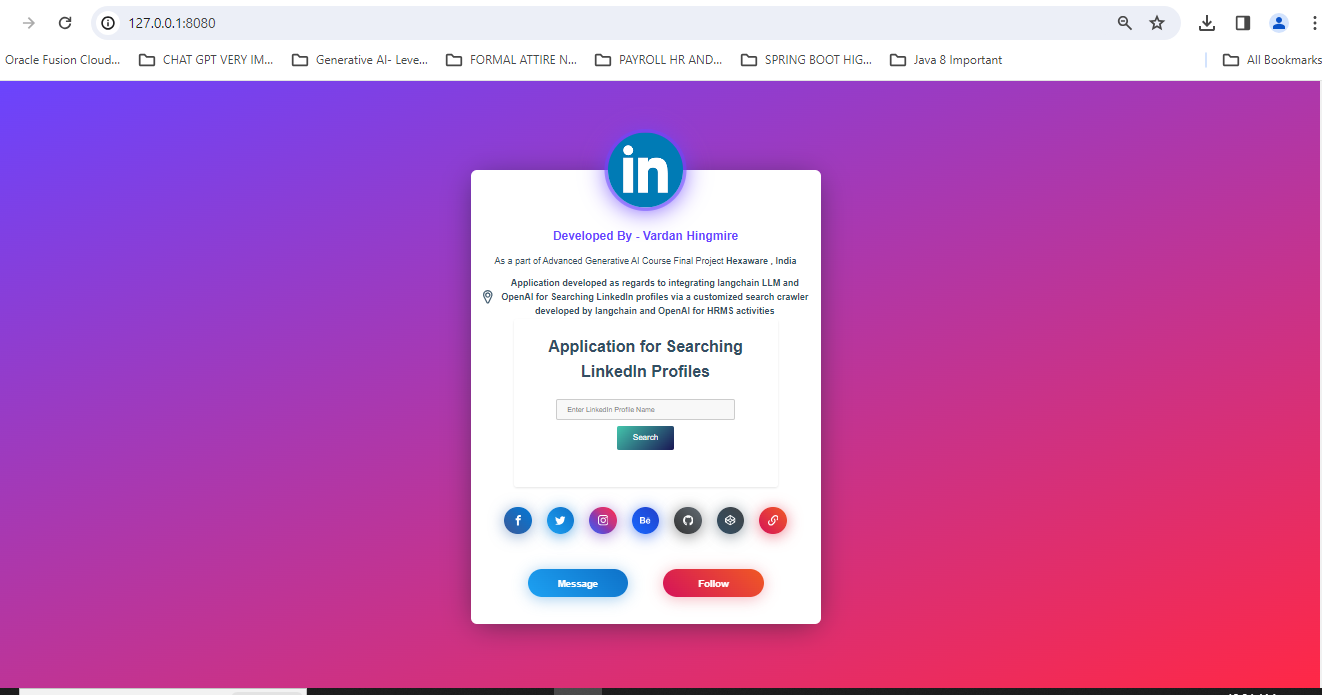 127.0.0.1:8080
Oracle Fusion Cloud... CHAT GPT VERY IM... Generative AI- Leve... FORMAL ATTIRE N... PAYROLL HR AND... SPRING BOOT HIG... Java 8 Important All Bookmarks
in
Developed By - Vardan Hingmire
As a part of Advanced Generative AI Course Final Project Hexaware , India
Application developed as regards to integrating langchain LLM and
OpenAI for Searching LinkedIn profiles via a customized search crawler
developed by langchain and OpenAI for HRMS activities
Application for Searching
LinkedIn Profiles
Enter LinkedIn Profile Name
Search
Bē
Message Follow